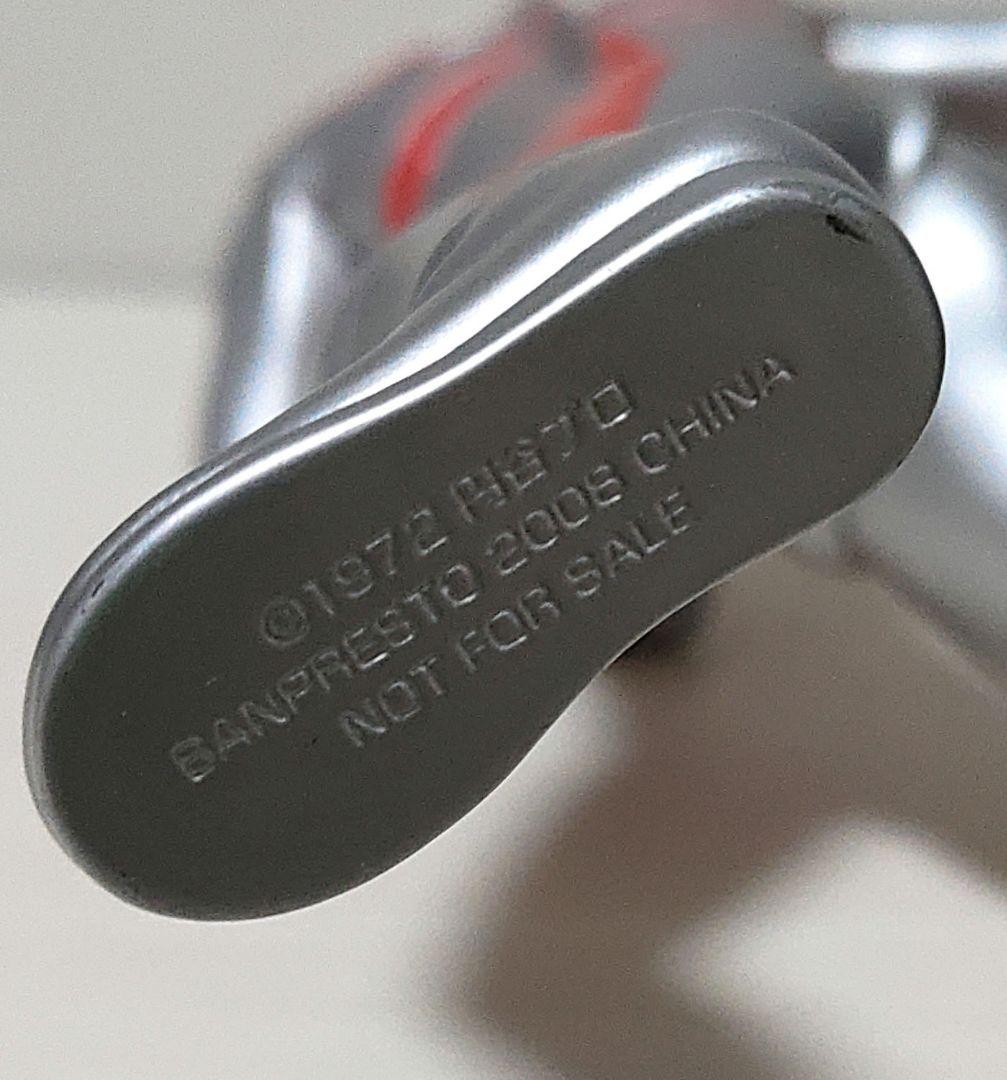 ©1972 円谷プロ
BANPRESTO 2008 CHINA
NOT FOR SALE